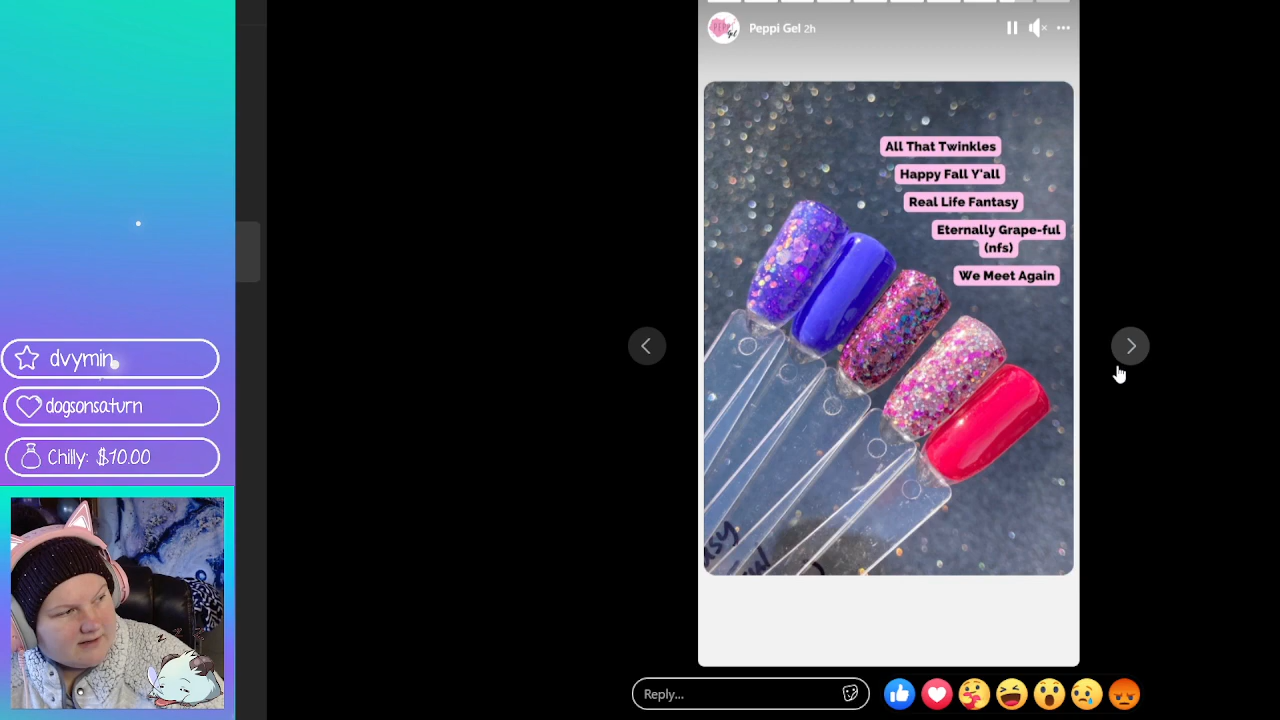 Peppi Gel 2h
All That Twinkles
Happy Fall Y'all
Real Life Fantasy
Eternally Grape-ful
(nfs)
We Meet Again
dvymin
dogsonsaturn
Chilly: $10.00
Reply...